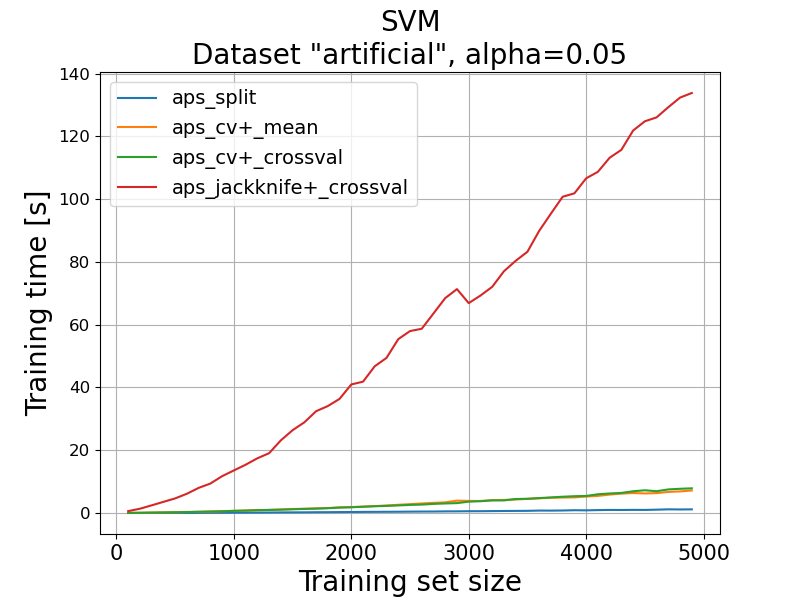 SVM
Dataset "artificial", alpha=0.05
140
120
100
80
60
40
20
0
Training time [s]
aps_split
aps_cv+_mean
aps_cv+_crossval
aps_jackknife+_crossval
0 1000 2000 3000 4000 5000
Training set size